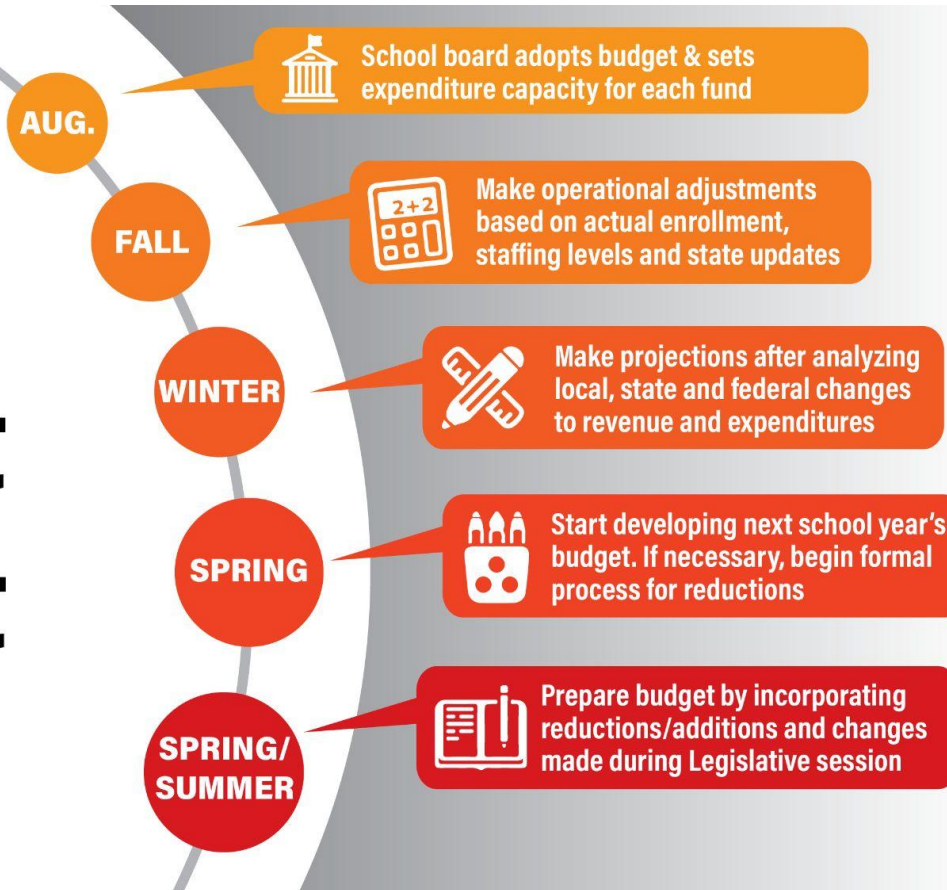 AUG.
School board adopts budget & sets
expenditure capacity for each fund
FALL
2+2
Make operational adjustments
based on actual enrollment,
staffing levels and state updates
WINTER
Make projections after analyzing
local, state and federal changes
to revenue and expenditures
SPRING
Start developing next school year's
budget. If necessary, begin formal
process for reductions
SPRING/
SUMMER
Prepare budget by incorporating
reductions/additions and changes
made during Legislative session